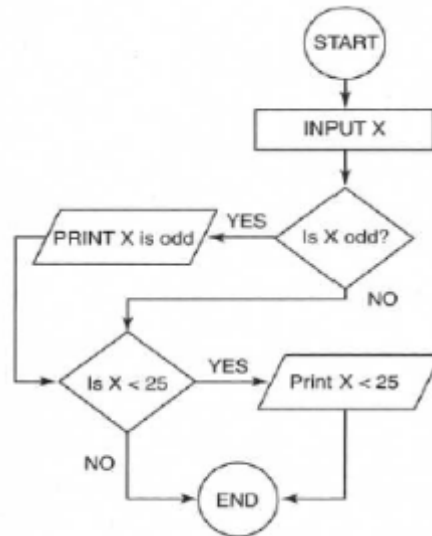 START
INPUT X
Is X odd?
YES
PRINT X is odd
NO
Is X < 25
YES
Print X < 25
NO
END